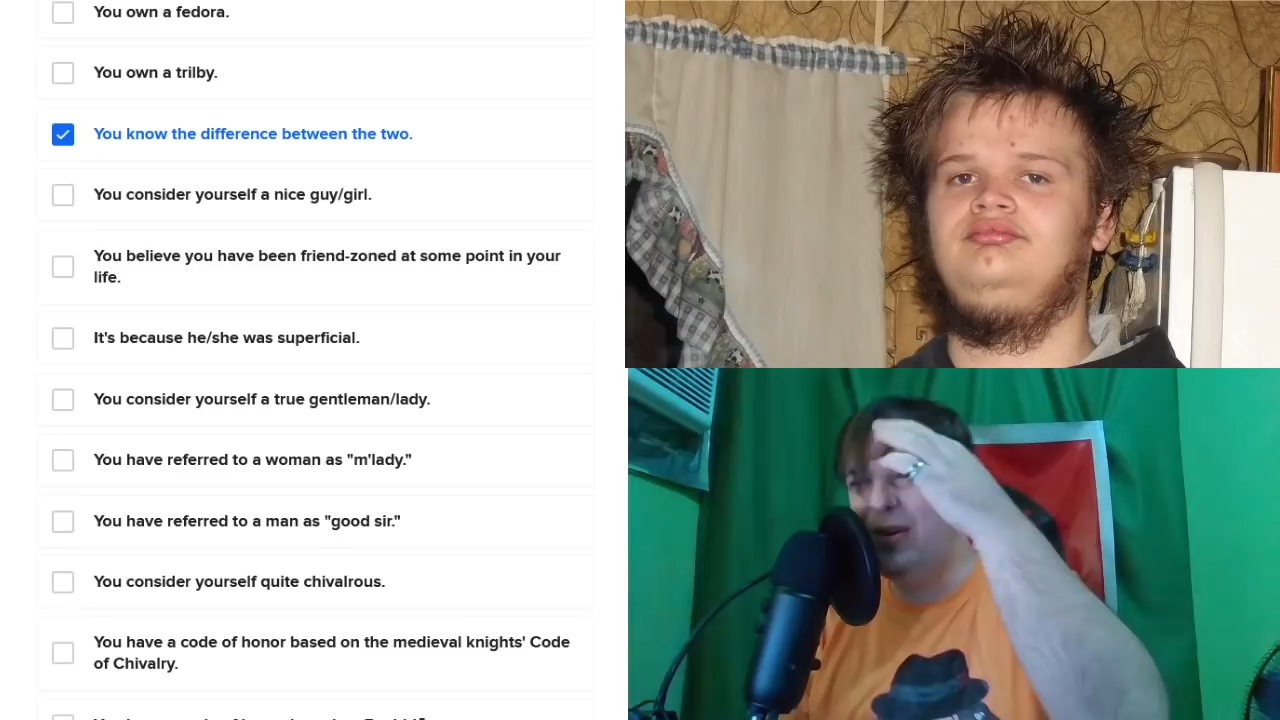 You own a fedora.
You own a trilby.
You know the difference between the two.
You consider yourself a nice guy/girl.
You believe you have been friend-zoned at some point in your
life.
It's because he/she was superficial.
You consider yourself a true gentleman/lady.
You have referred to a woman as "m'lady."
You have referred to a man as "good sir."
You consider yourself quite chivalrous.
You have a code of honor based on the medieval knights' Code
of Chivalry.